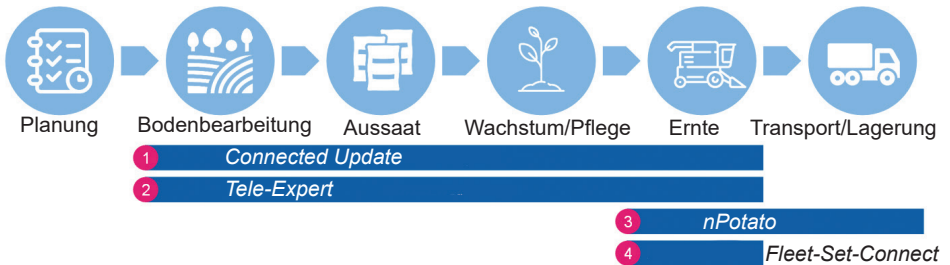 Planung Bodenbearbeitung Aussaat Wachstum/Pflege Ernte Transport/Lagerung
1 Connected Update
2 Tele-Expert
3 nPotato
4 Fleet-Set-Connect